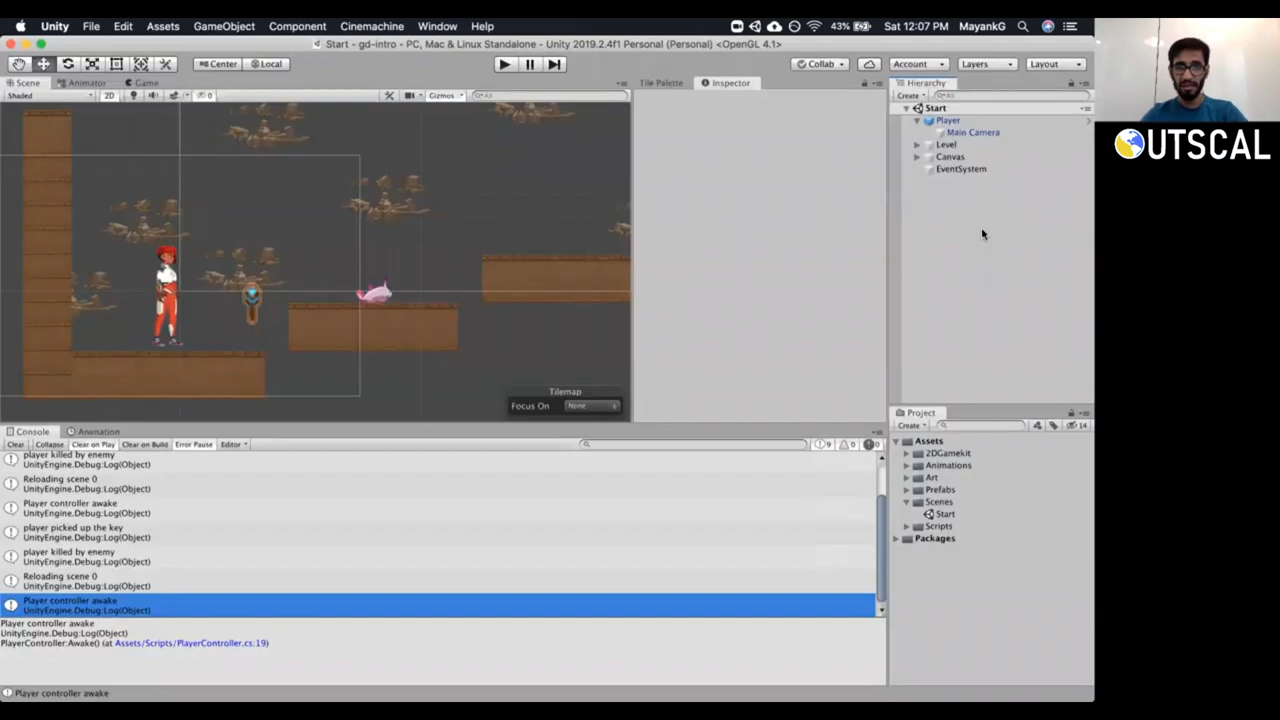 Unity File Edit Assets GameObject Component Cinemachine Window Help 43% Sat 12:07 PM MayankG
Start - gd-intro - PC, Mac & Linux Standalone - Unity 2019.2.4f1 Personal (Personal) <OpenGL 4.1>
Center Local Collab Account Layers Layout
Scene Animator Game Tile Palette Inspector Hierarchy
Shaded 2D 0 Gizmos All Create All
Start
Player
Main Camera
Level
Canvas
EventSystem
OUTSCAL
Tilemap
Focus On None
Project
Create 14
Assets
2DGamekit
Animations
Art
Prefabs
Scenes
Start
Scripts
Packages
Console Animation
Clear Collapse Clear on Play Clear on Build Error Pause Editor 9 0 0
player killed by enemy
UnityEngine.Debug:Log(Object)
Reloading scene 0
UnityEngine.Debug:Log(Object)
Player controller awake
UnityEngine.Debug:Log(Object)
player picked up the key
UnityEngine.Debug:Log(Object)
player killed by enemy
UnityEngine.Debug:Log(Object)
Reloading scene 0
UnityEngine.Debug:Log(Object)
Player controller awake
UnityEngine.Debug:Log(Object)
Player controller awake
UnityEngine.Debug:Log(Object)
PlayerController:Awake() (at Assets/Scripts/PlayerController.cs:19)
Player controller awake